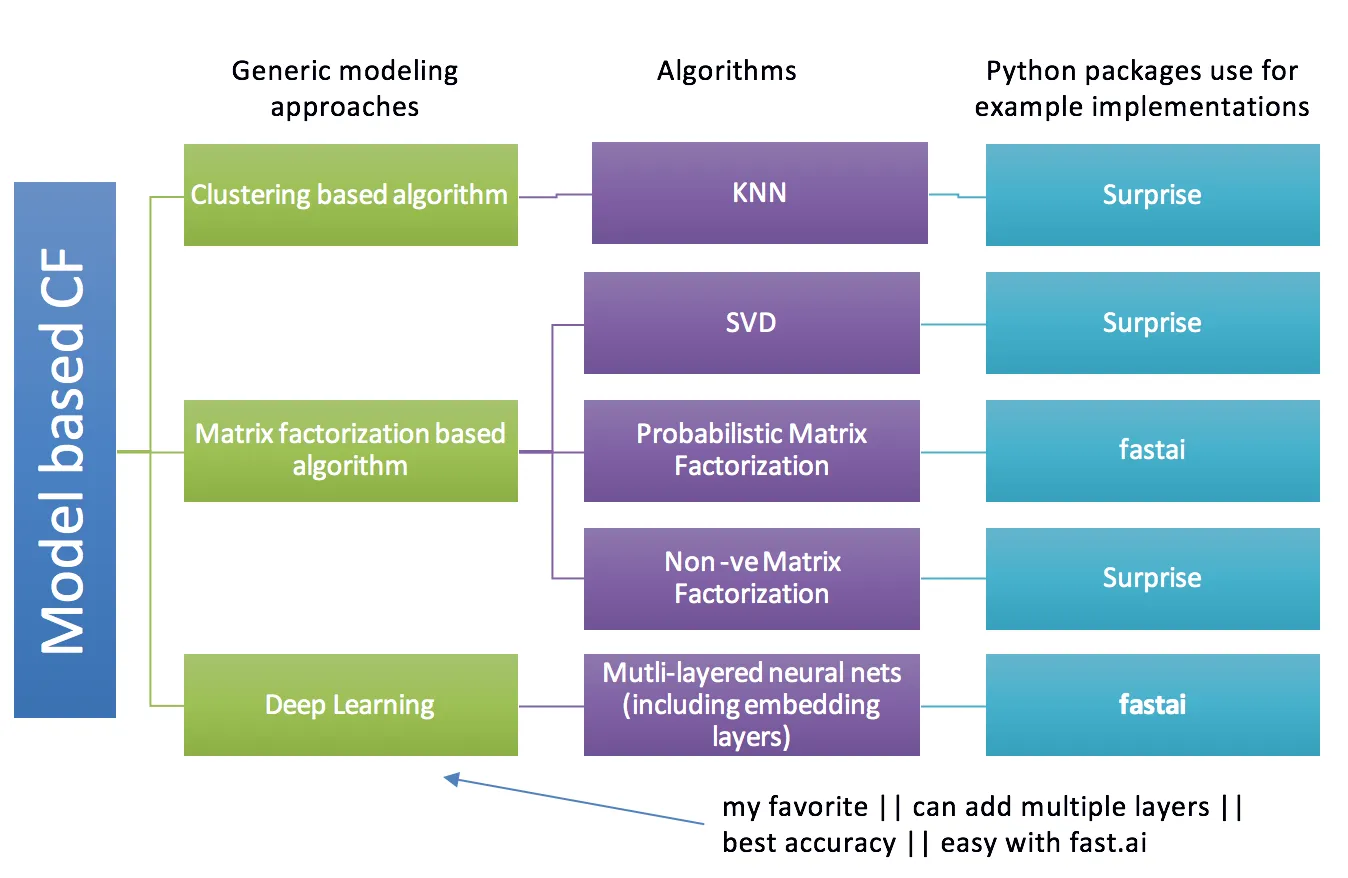 Generic modeling
approaches
Algorithms
Python packages use for
example implementations
Model based CF
Clustering based algorithm
KNN
Surprise
SVD
Surprise
Matrix factorization based
algorithm
Probabilistic Matrix
Factorization
fastai
Non -ve Matrix
Factorization
Surprise
Deep Learning
Mutli-layered neural nets
(including embedding
layers)
fastai
my favorite || can add multiple layers ||
best accuracy || easy with fast.ai